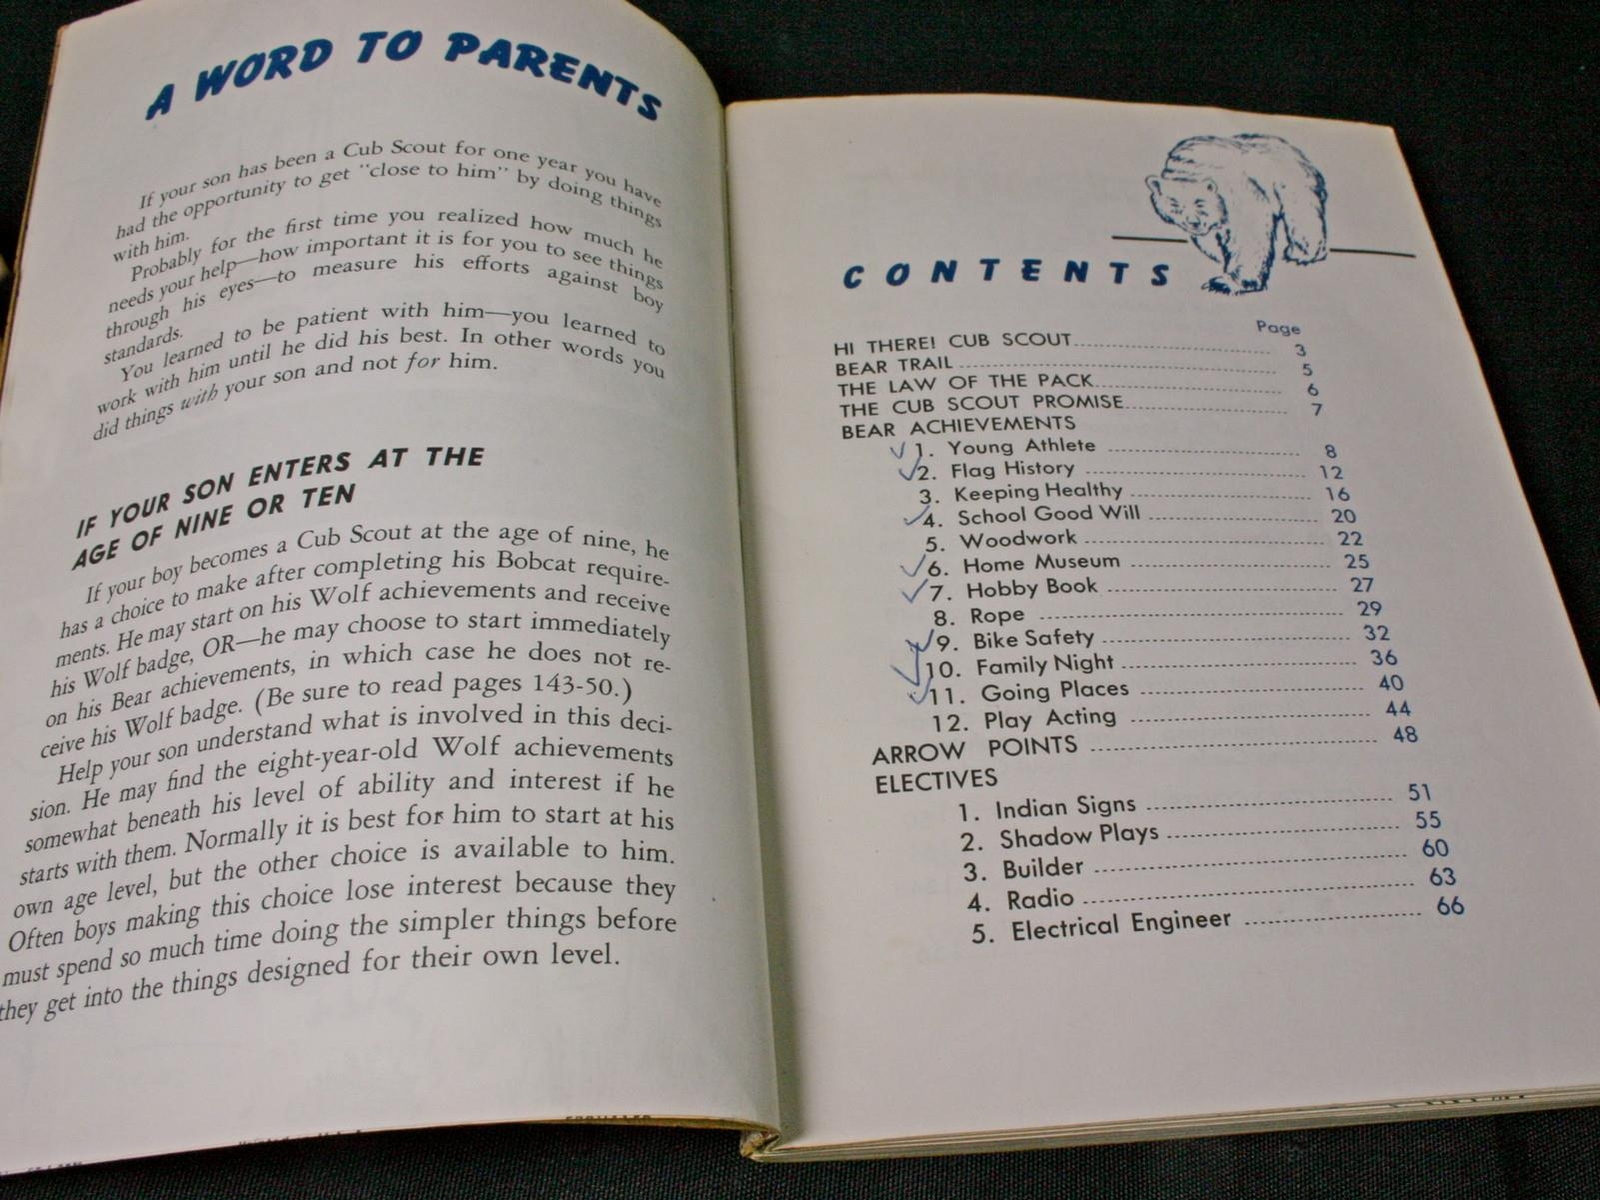 A WORD TO PARENTS
If your son has been a Cub Scout for one year you have
had the opportunity to get "close to him" by doing things
with him.
Probably for the first time you realized how much he
needs your help—how important it is for you to see things
through his eyes—to measure his efforts against boy
standards.
You learned to be patient with him—you learned to
work with him until he did his best. In other words you
did things with your son and not for him.
IF YOUR SON ENTERS AT THE
AGE OF NINE OR TEN
If your boy becomes a Cub Scout at the age of nine, he
has a choice to make after completing his Bobcat require-
ments. He may start on his Wolf achievements and receive
his Wolf badge, OR—he may choose to start immediately
on his Bear achievements, in which case he does not re-
ceive his Wolf badge. (Be sure to read pages 143-50.)
Help your son understand what is involved in this deci-
sion. He may find the eight-year-old Wolf achievements
somewhat beneath his level of ability and interest if he
starts with them. Normally it is best for him to start at his
own age level, but the other choice is available to him.
Often boys making this choice lose interest because they
must spend so much time doing the simpler things before
they get into the things designed for their own level.
CONTENTS
Page
HI THERE! CUB SCOUT 3
BEAR TRAIL 5
THE LAW OF THE PACK 6
THE CUB SCOUT PROMISE 7
BEAR ACHIEVEMENTS
1. Young Athlete 8
2. Flag History 12
3. Keeping Healthy 16
4. School Good Will 20
5. Woodwork 22
6. Home Museum 25
7. Hobby Book 27
8. Rope 29
9. Bike Safety 32
10. Family Night 36
11. Going Places 40
12. Play Acting 44
ARROW POINTS 48
ELECTIVES
1. Indian Signs 51
2. Shadow Plays 55
3. Builder 60
4. Radio 63
5. Electrical Engineer 66